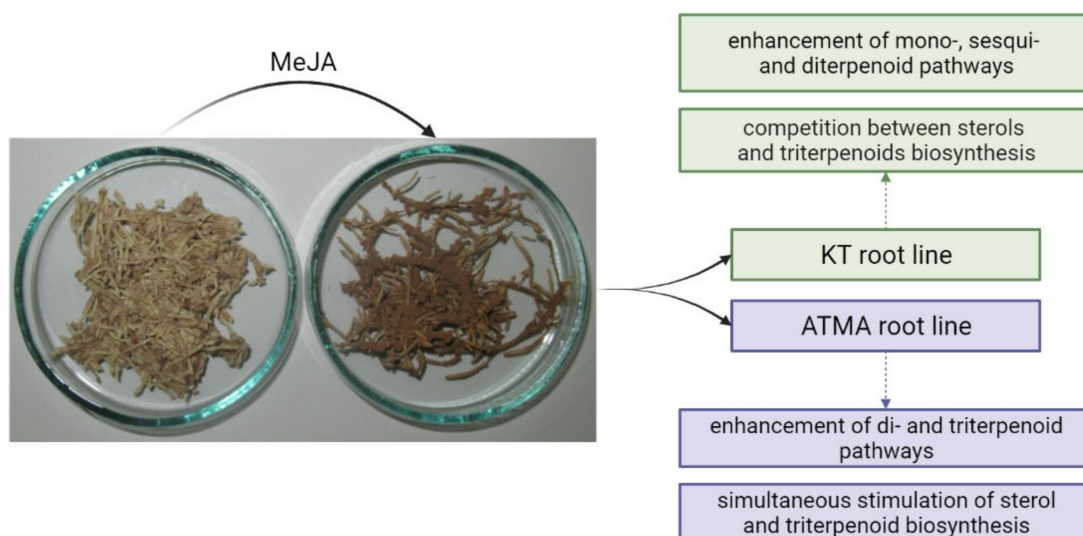 MeJA
enhancement of mono-, sesqui-
and diterpenoid pathways
competition between sterols
and triterpenoids biosynthesis
KT root line
ATMA root line
enhancement of di- and triterpenoid
pathways
simultaneous stimulation of sterol
and triterpenoid biosynthesis